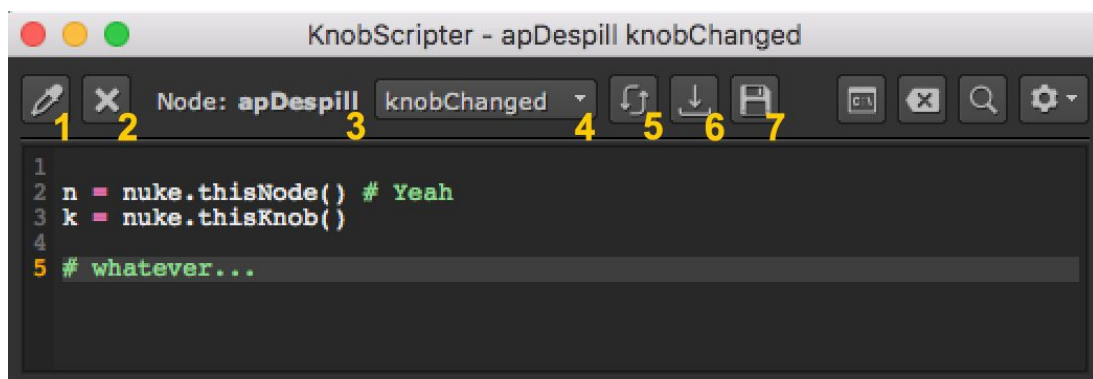 KnobScripter - apDespill knobChanged
Node: apDespill knobChanged
1 2 3 4 5 6 7
1
2 n = nuke.thisNode() # Yeah
3 k = nuke.thisKnob()
4
5 # whatever...